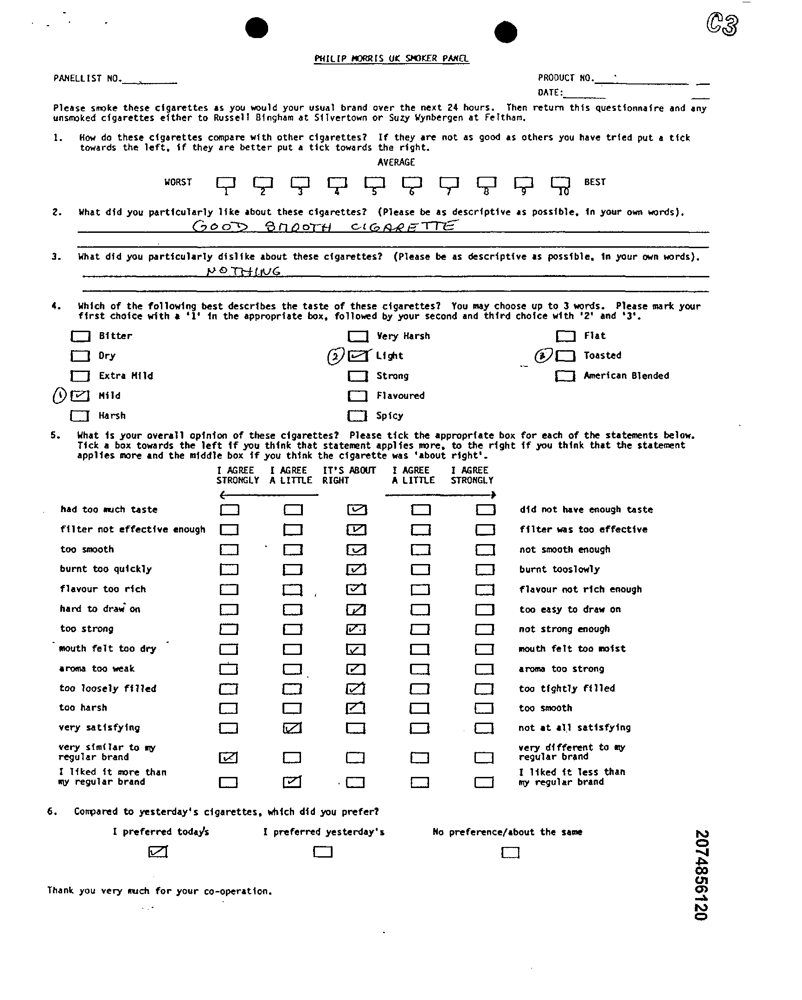 C3
PHILIP MORRIS UK SMOKER PANEL
PANELLIST NO.
PRODUCT NO.
DATE:
Please smoke these cigarettes as you would your usual brand over the next 24 hours. Then return this questionnaire and any
unsmoked cigarettes either to Russell Bingham at Silvertown or Suzy Wynbergen at Feltham.
1. How do these cigarettes compare with other cigarettes? If they are not as good as others you have tried put a tick
towards the left, if they are better put a tick towards the right.
AVERAGE
WORST BEST
1 2 3 4 5 6 7 8 9 10
2. What did you particularly like about these cigarettes? (Please be as descriptive as possible, in your own words).
GOOD SMOOTH CIGARETTE
3. What did you particularly dislike about these cigarettes? (Please be as descriptive as possible, in your own words).
NOTHING
4. Which of the following best describes the taste of these cigarettes? You may choose up to 3 words. Please mark your
first choice with a '1' in the appropriate box, followed by your second and third choice with '2' and '3'.
Bitter Very Harsh Flat
Dry 2 Light 3 Toasted
Extra Mild Strong American Blended
1 Mild Flavoured
Harsh Spicy
5. What is your overall opinion of these cigarettes? Please tick the appropriate box for each of the statements below.
Tick a box towards the left if you think that statement applies more, to the right if you think that the statement
applies more and the middle box if you think the cigarette was 'about right'.
I AGREE I AGREE IT'S ABOUT I AGREE I AGREE
STRONGLY A LITTLE RIGHT A LITTLE STRONGLY
had too much taste did not have enough taste
filter not effective enough filter was too effective
too smooth not smooth enough
burnt too quickly burnt tooslowly
flavour too rich flavour not rich enough
hard to draw on too easy to draw on
too strong not strong enough
mouth felt too dry mouth felt too moist
aroma too weak aroma too strong
too loosely filled too tightly filled
too harsh too smooth
very satisfying not at all satisfying
very similar to my very different to my
regular brand regular brand
I liked it more than I liked it less than
my regular brand my regular brand
6. Compared to yesterday's cigarettes, which did you prefer?
I preferred today's I preferred yesterday's No preference/about the same
Thank you very much for your co-operation.
2074856120